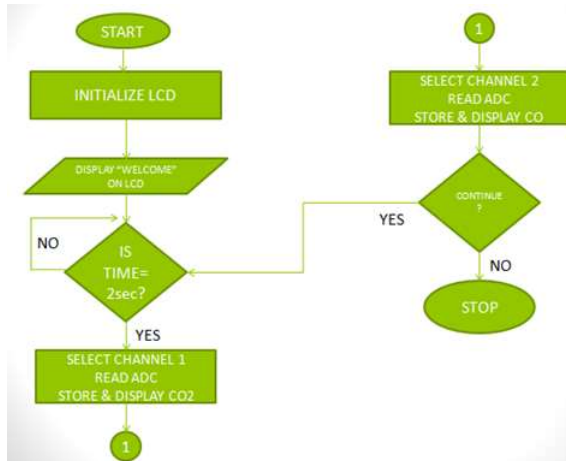 START
INITIALIZE LCD
DISPLAY "WELCOME"
ON LCD
NO
IS
TIME=
2sec?
YES
SELECT CHANNEL 1
READ ADC
STORE & DISPLAY CO2
1
1
SELECT CHANNEL 2
READ ADC
STORE & DISPLAY CO
CONTINUE
?
YES
NO
STOP